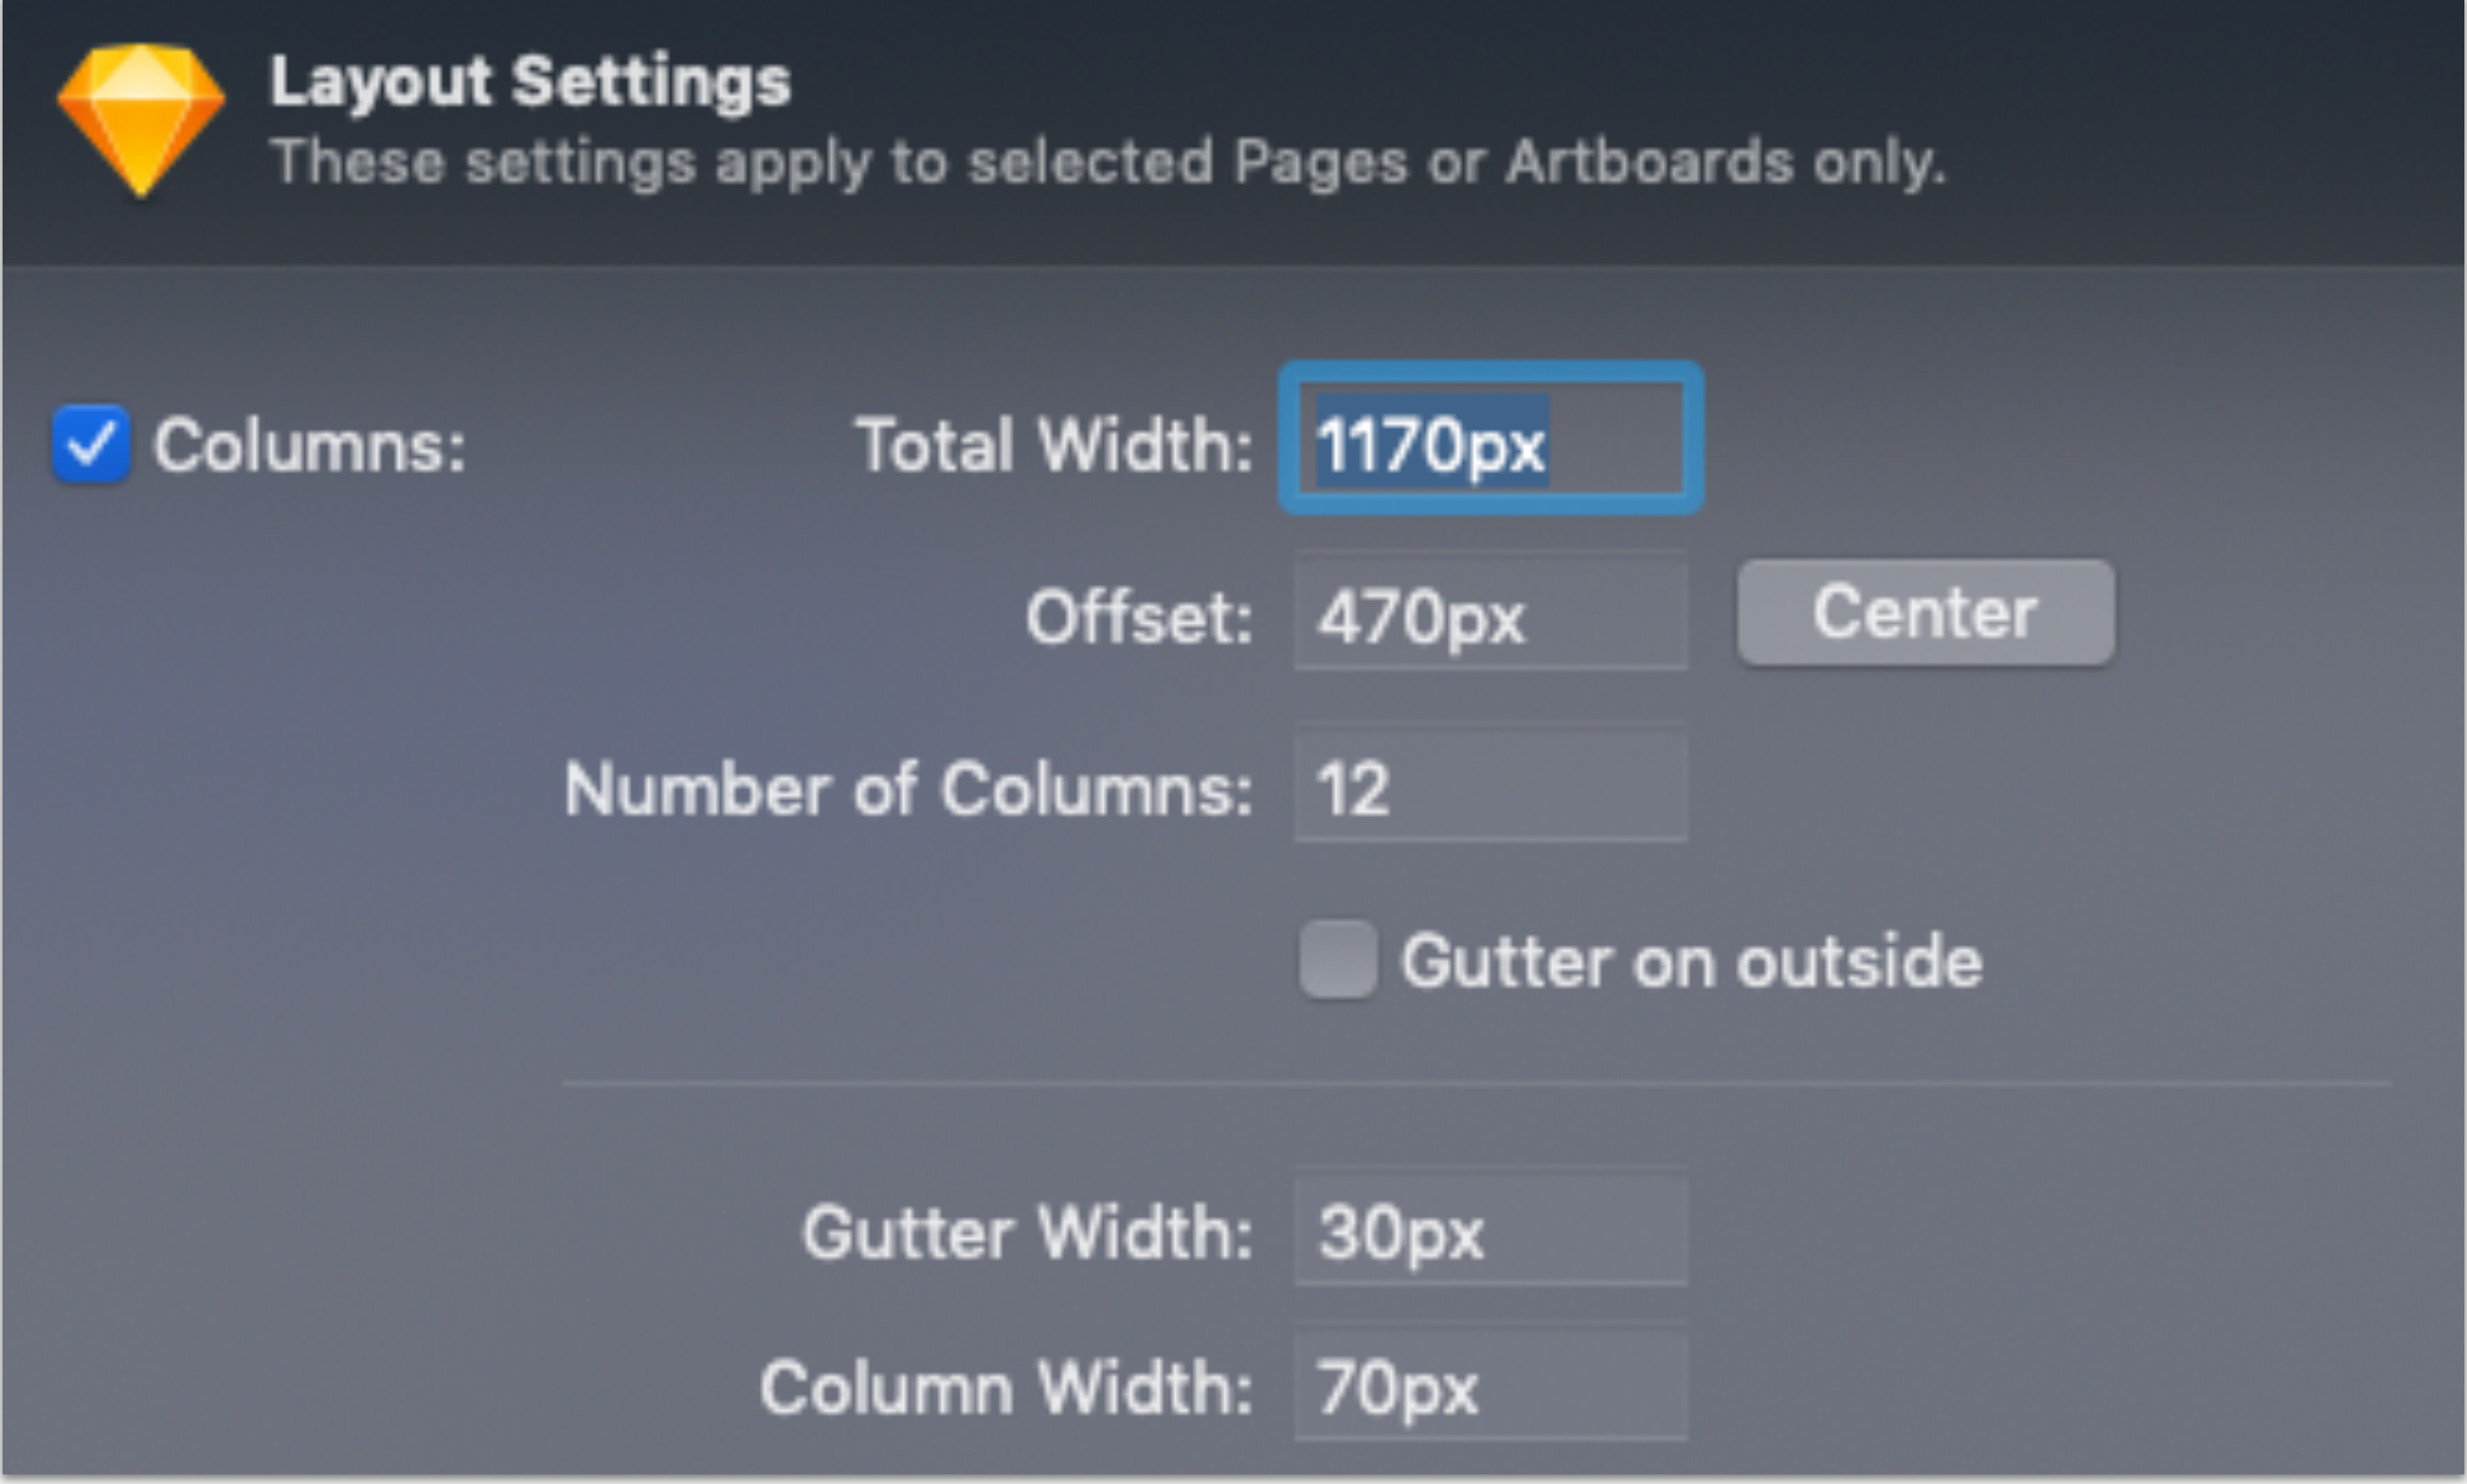 Layout Settings
These settings apply to selected Pages or Artboards only.
Columns: Total Width: 1170px
Offset: 470px Center
Number of Columns: 12
Gutter on outside
Gutter Width: 30px
Column Width: 70px